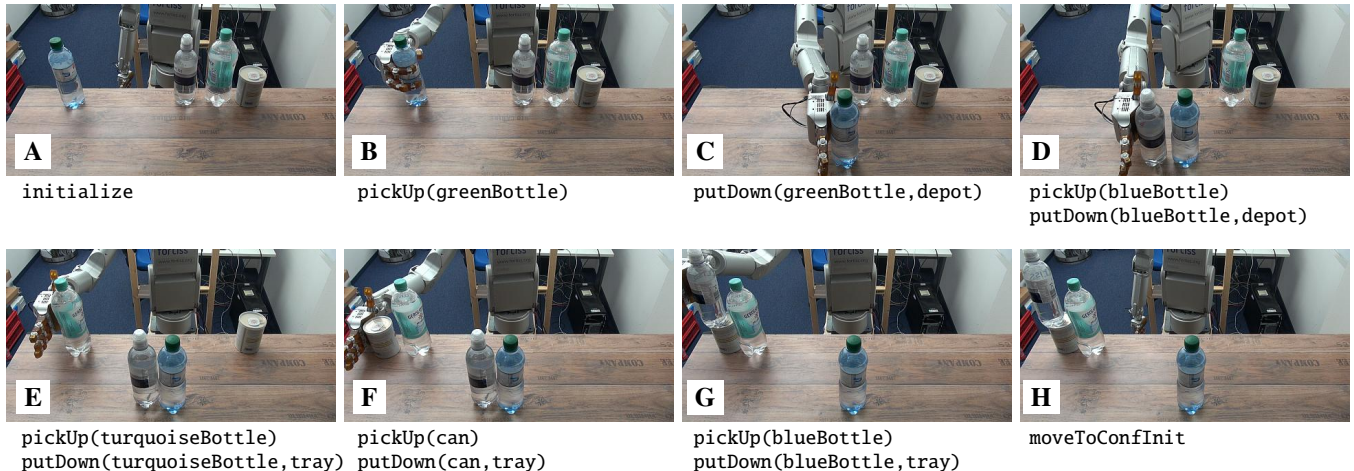 A
initialize
B
pickUp(greenBottle)
C
putDown(greenBottle,depot)
D
pickUp(blueBottle)
putDown(blueBottle,depot)
E
pickUp(turquoiseBottle)
putDown(turquoiseBottle,tray)
F
pickUp(can)
putDown(can,tray)
G
pickUp(blueBottle)
putDown(blueBottle,tray)
H
moveToConfInit